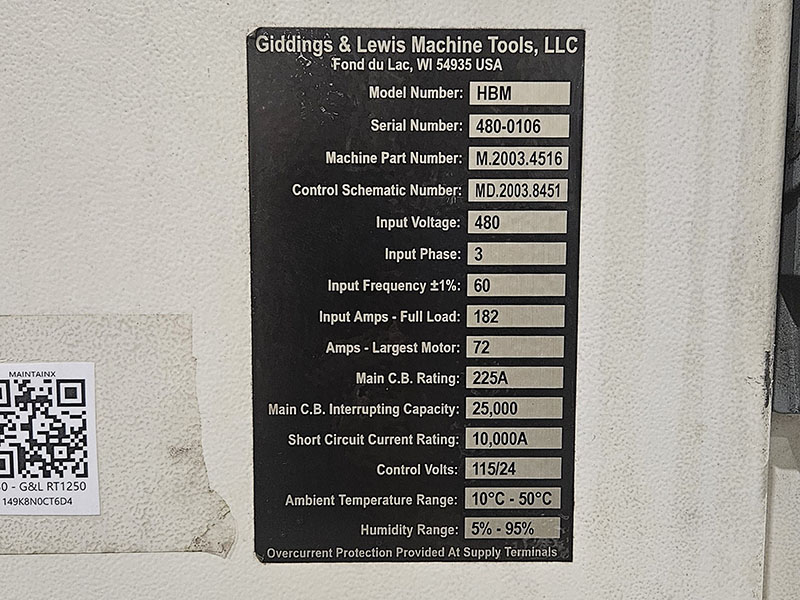 Giddings & Lewis Machine Tools, LLC
Fond du Lac, WI 54935 USA
Model Number: HBM
Serial Number: 480-0106
Machine Part Number: M.2003.4516
Control Schematic Number: MD.2003.8451
Input Voltage: 480
Input Phase: 3
Input Frequency ±1%: 60
Input Amps - Full Load: 182
Amps - Largest Motor: 72
Main C.B. Rating: 225A
Main C.B. Interrupting Capacity: 25,000
Short Circuit Current Rating: 10,000A
Control Volts: 115/24
Ambient Temperature Range: 10°C - 50°C
Humidity Range: 5% - 95%
Overcurrent Protection Provided At Supply Terminals
MAINTAINX
0 - G&L RT1250
149K8N0CT6D4